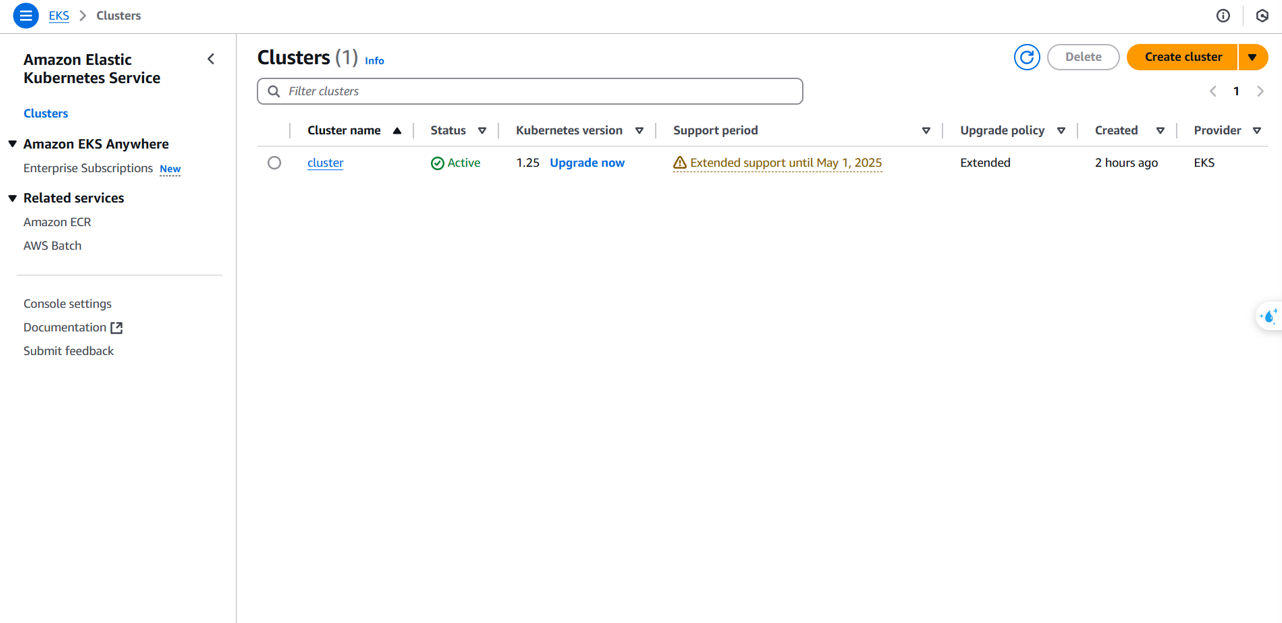 EKS > Clusters
Amazon Elastic
Kubernetes Service
Clusters
Amazon EKS Anywhere
Enterprise Subscriptions New
Related services
Amazon ECR
AWS Batch
Console settings
Documentation
Submit feedback
Clusters (1) Info
Delete
Create cluster
Filter clusters
1
Cluster name Status Kubernetes version Support period Upgrade policy Created Provider
cluster Active 1.25 Upgrade now Extended support until May 1, 2025 Extended 2 hours ago EKS